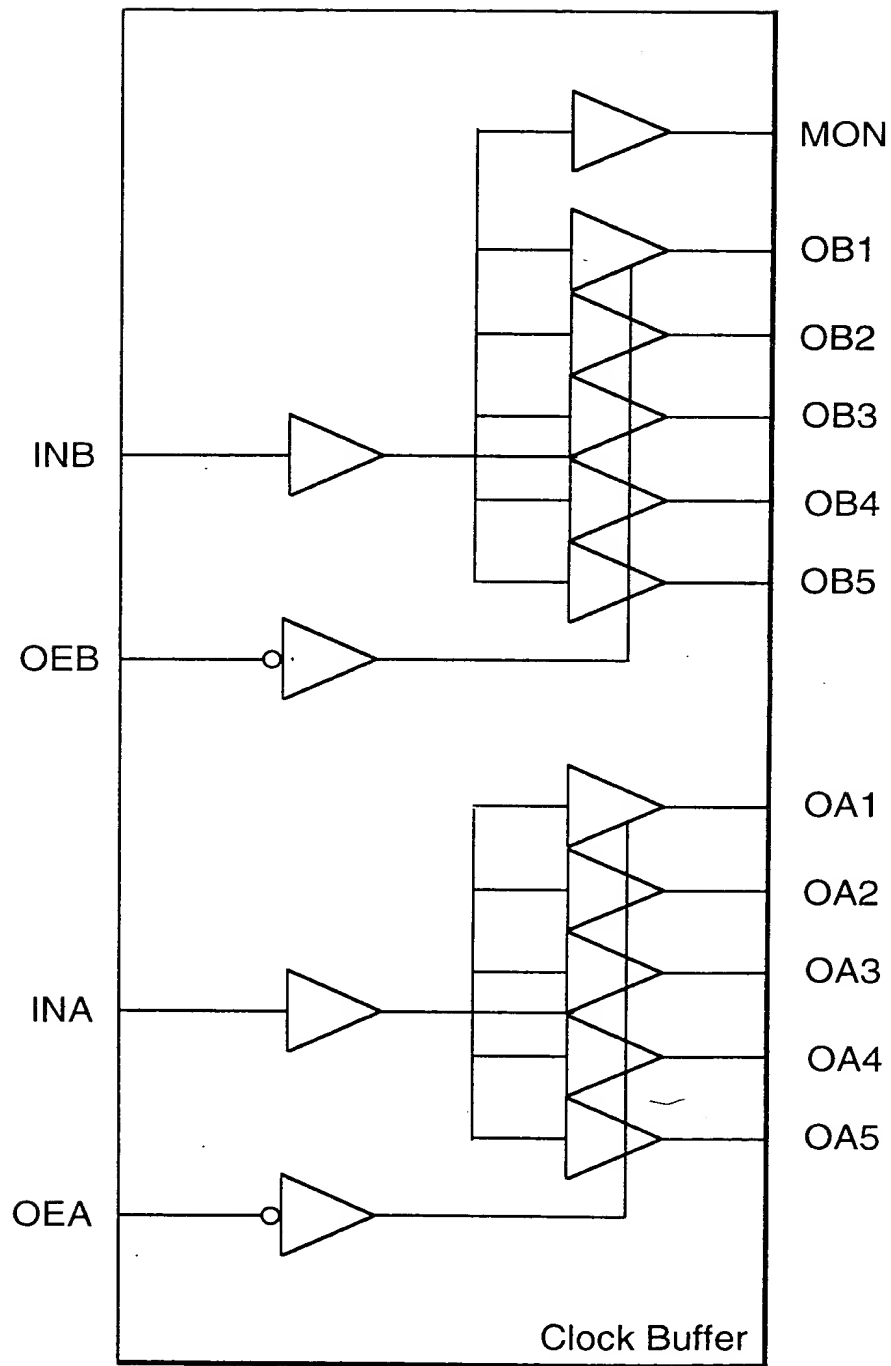 MON
OB1
OB2
OB3
INB
OB4
OB5
OEB
OA1
OA2
OA3
INA
OA4
OA5
OEA
Clock Buffer